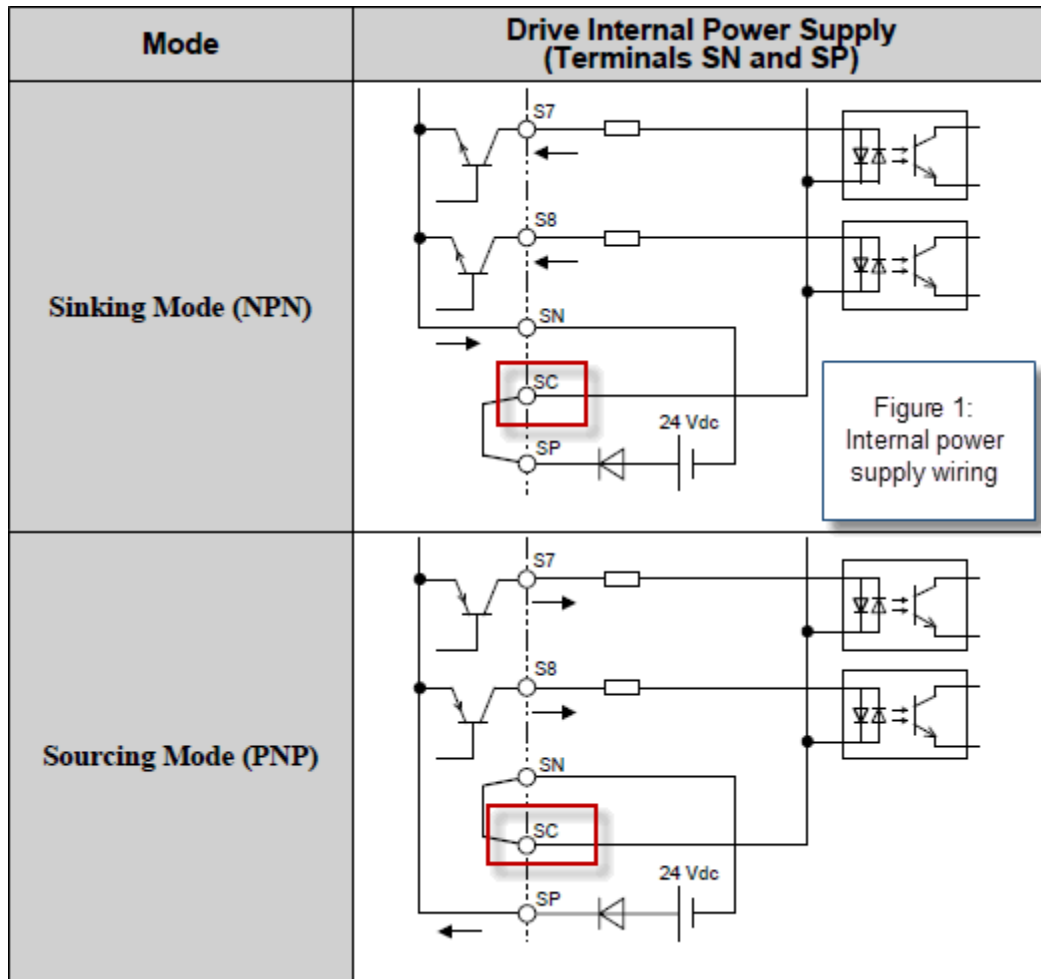 Mode
Drive Internal Power Supply
(Terminals SN and SP)
Sinking Mode (NPN)
S7
S8
SN
SC
SP
24 Vdc
Figure 1:
Internal power
supply wiring
Sourcing Mode (PNP)
S7
S8
SN
SC
SP
24 Vdc